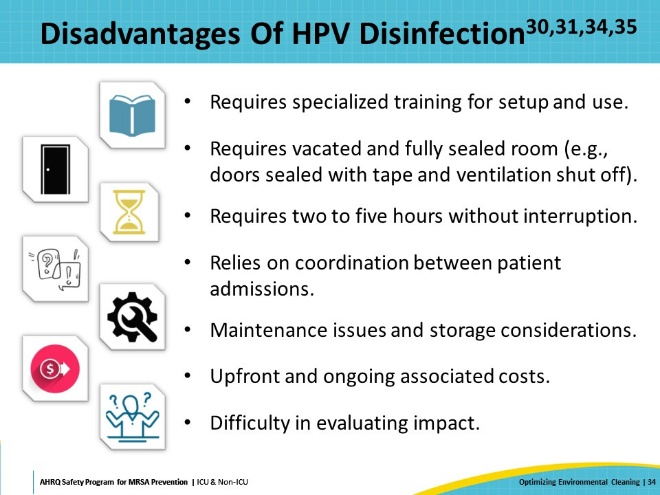 Disadvantages Of HPV Disinfection30,31,34,35
• Requires specialized training for setup and use.
• Requires vacated and fully sealed room (e.g.,
doors sealed with tape and ventilation shut off).
• Requires two to five hours without interruption.
• Relies on coordination between patient
admissions.
• Maintenance issues and storage considerations.
• Upfront and ongoing associated costs.
• Difficulty in evaluating impact.
AHRQ Safety Program for MRSA Prevention | ICU & Non-ICU
Optimizing Environmental Cleaning | 34